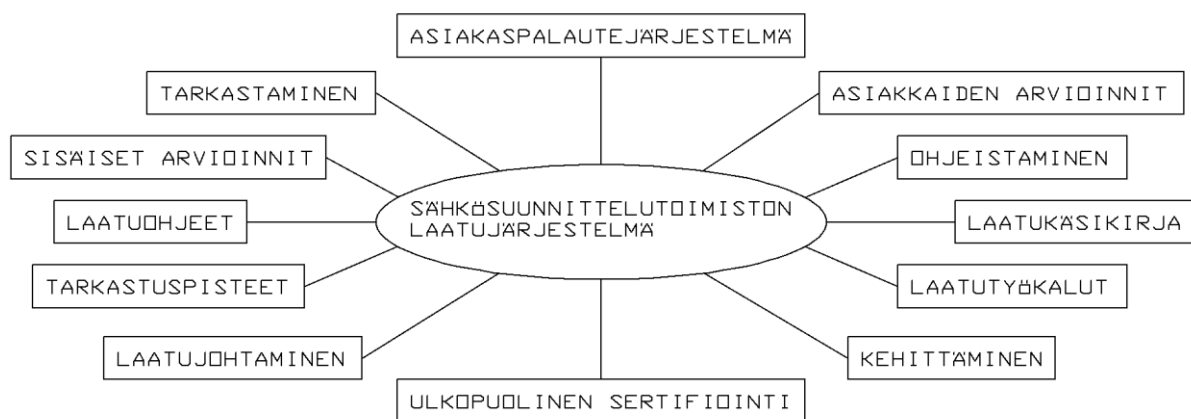 ASIAKASPALAUTEJÄRJESTELMÄ
TARKASTAMINEN
ASIAKKAIDEN ARVIOINNIT
SISÄISET ARVIOINNIT
OHJEISTAMINEN
SÄHKÖSUUNNITTELUTOIMISTON
LAATUJÄRJESTELMÄ
LAATUOHJEET
LAATUKÄSIKIRJA
TARKASTUSPISTEET
LAATUTYÖKALUT
LAATUJOHTAMINEN
KEHITTÄMINEN
ULKOPUOLINEN SERTIFIOINTI